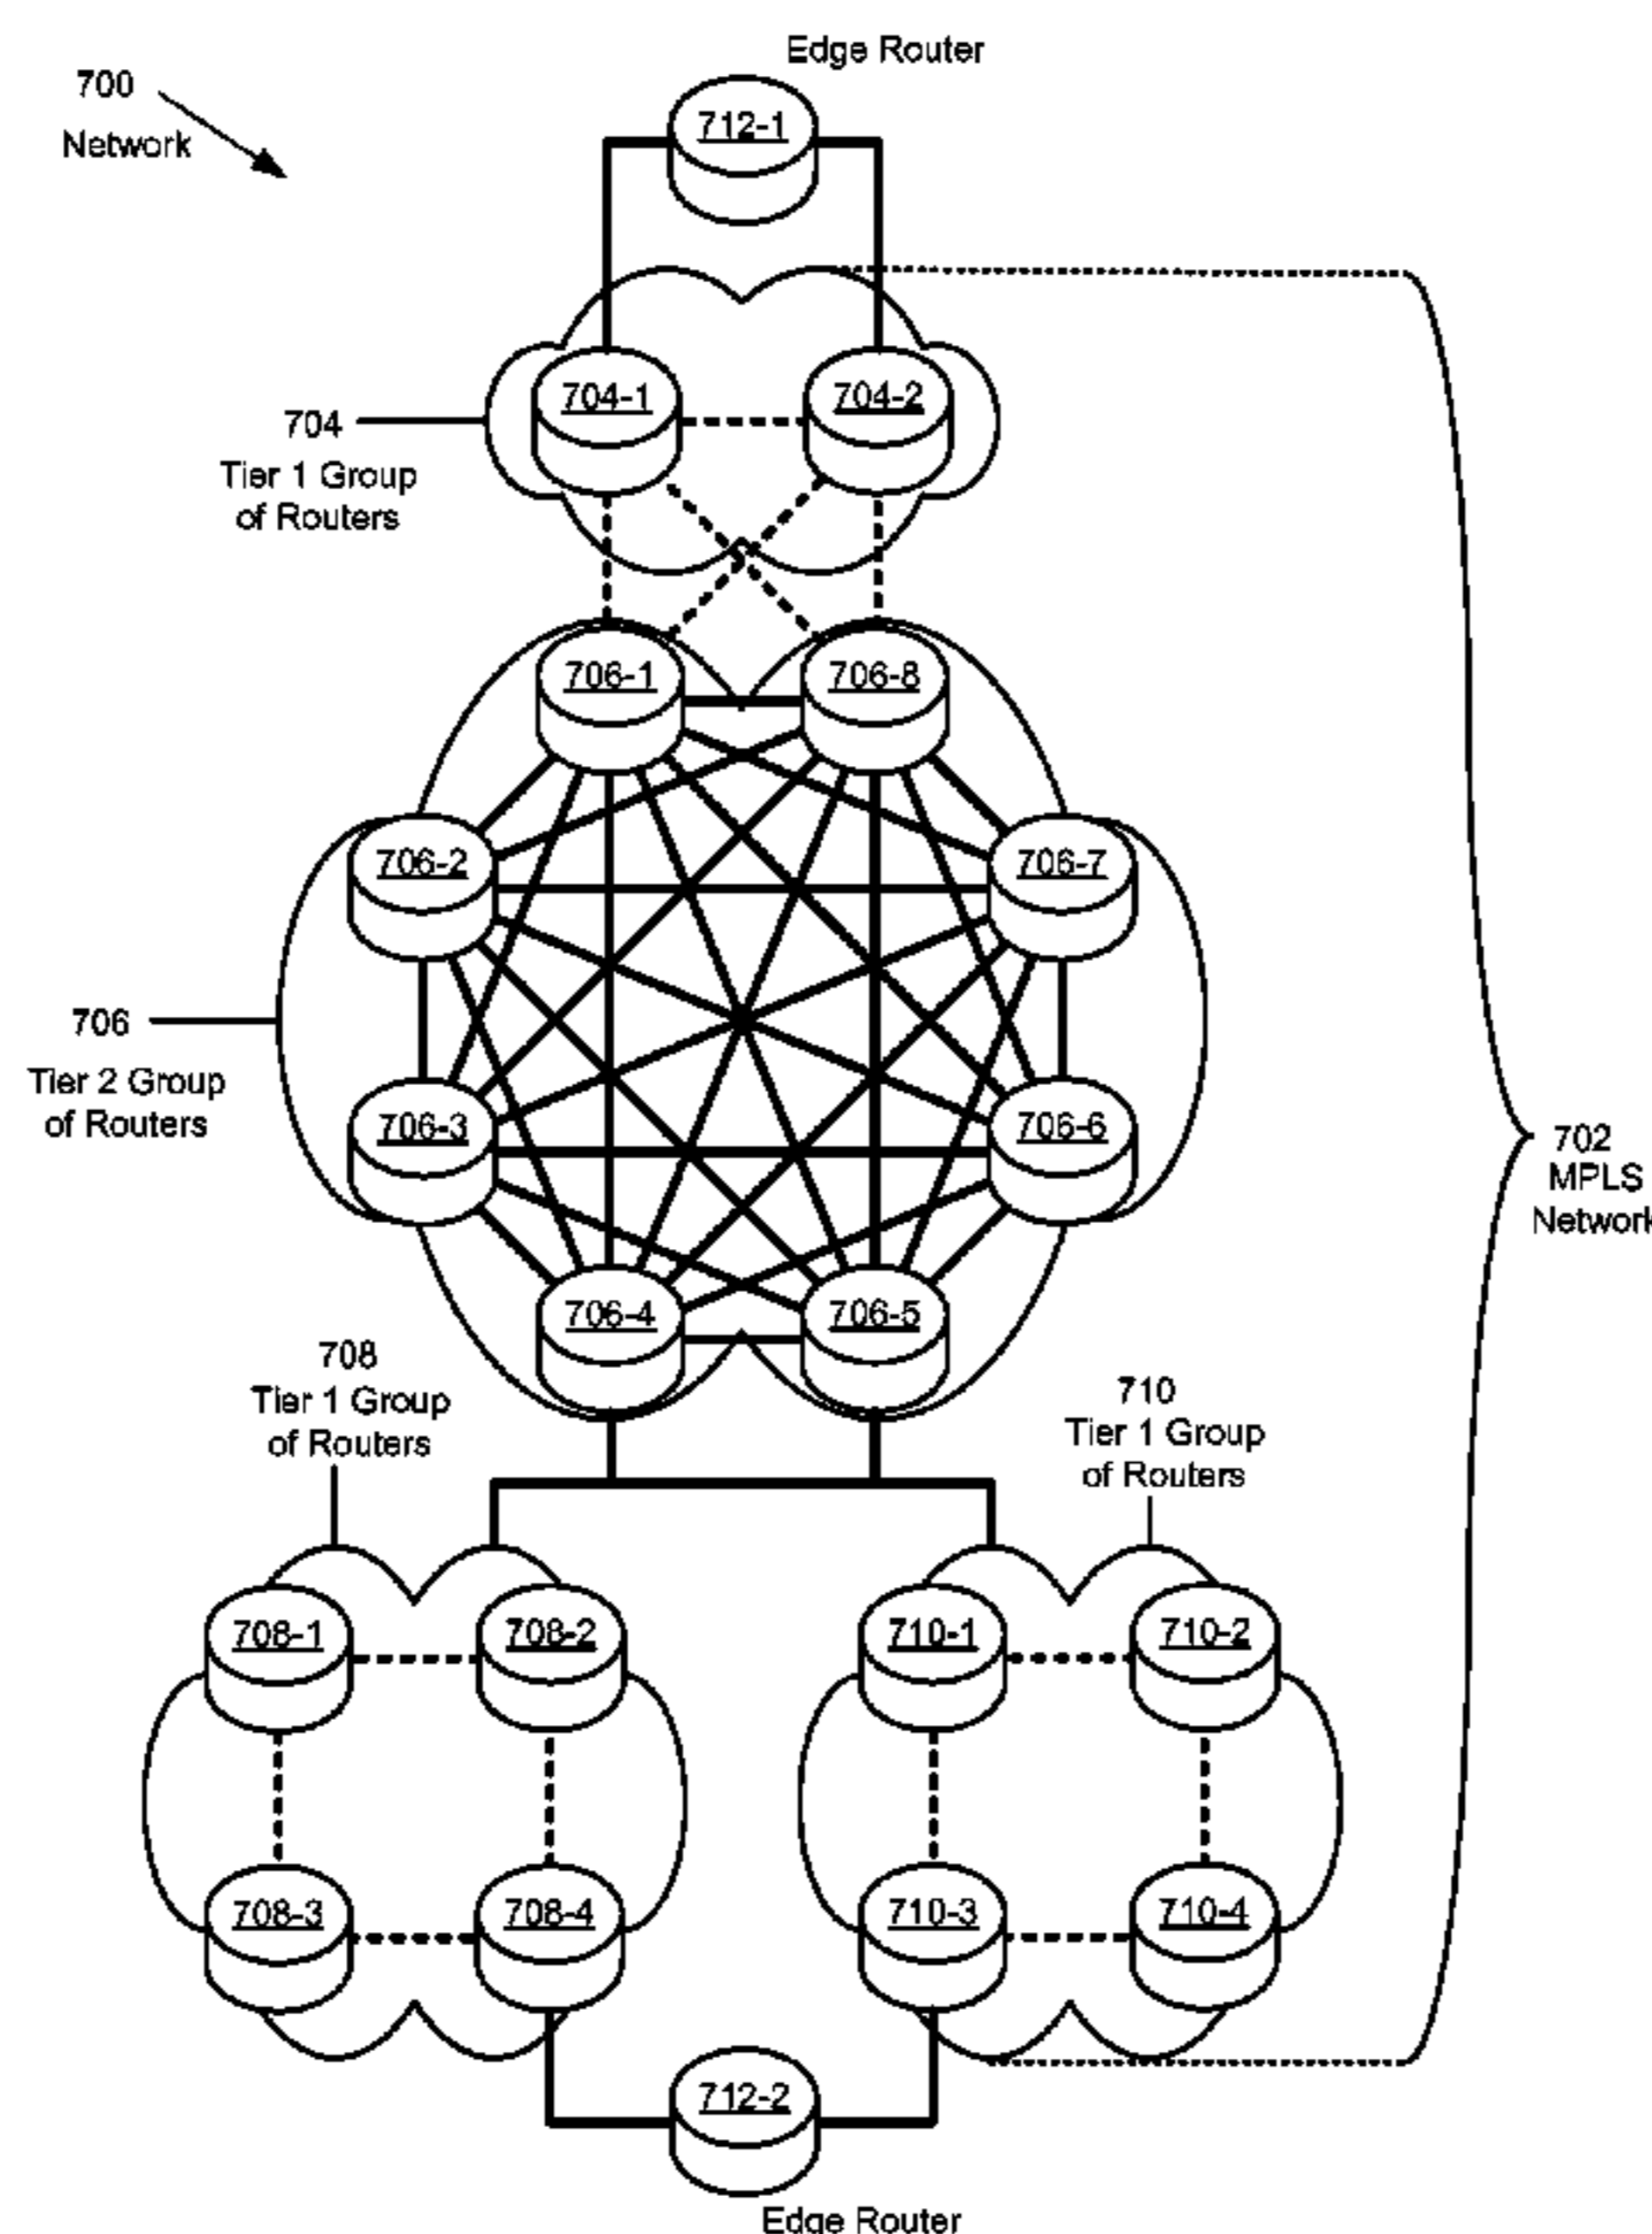 Edge Router
700
Network
712-1
704-1
704-2
704
Tier 1 Group
of Routers
706-1
706-8
706-2
706-7
706
Tier 2 Group
of Routers
706-3
706-6
702
MPLS
Network
706-4
706-5
708
Tier 1 Group
of Routers
710
Tier 1 Group
of Routers
708-1
708-2
710-1
710-2
708-3
708-4
710-3
710-4
712-2
Edge Router